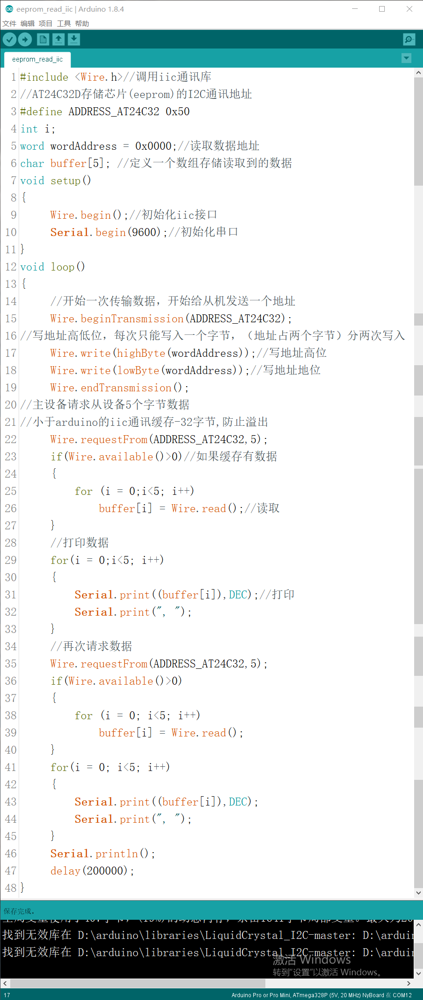 eeprom_read_iic | Arduino 1.8.4
文件 编辑 项目 工具 帮助
eeprom_read_iic
1 #include <Wire.h>//调用iic通讯库
2 //AT24C32D存储芯片(eeprom)的I2C通讯地址
3 #define ADDRESS_AT24C32 0x50
4 int i;
5 word wordAddress = 0x0000;//读取数据地址
6 char buffer[5]; //定义一个数组存储读取到的数据
7 void setup()
8 {
9 Wire.begin();//初始化iic接口
10 Serial.begin(9600);//初始化串口
11 }
12 void loop()
13 {
14 //开始一次传输数据，开始给从机发送一个地址
15 Wire.beginTransmission(ADDRESS_AT24C32);
16 //写地址高低位，每次只能写入一个字节，（地址占两个字节）分两次写入
17 Wire.write(highByte(wordAddress));//写地址高位
18 Wire.write(lowByte(wordAddress));//写地址地位
19 Wire.endTransmission();
20 //主设备请求从设备5个字节数据
21 //小于arduino的iic通讯缓存-32字节,防止溢出
22 Wire.requestFrom(ADDRESS_AT24C32,5);
23 if(Wire.available()>0)//如果缓存有数据
24 {
25 for (i = 0;i<5; i++)
26 buffer[i] = Wire.read();//读取
27 }
28 //打印数据
29 for(i = 0;i<5; i++)
30 {
31 Serial.print((buffer[i]),DEC);//打印
32 Serial.print(", ");
33 }
34 //再次请求数据
35 Wire.requestFrom(ADDRESS_AT24C32,5);
36 if(Wire.available()>0)
37 {
38 for (i = 0; i<5; i++)
39 buffer[i] = Wire.read();
40 }
41 for(i = 0; i<5; i++)
42 {
43 Serial.print((buffer[i]),DEC);
44 Serial.print(", ");
45 }
46 Serial.println();
47 delay(200000);
48 }
保存完成。
找到无效库在 D:\arduino\libraries\LiquidCrystal_I2C-master: D:\arduin
找到无效库在 D:\arduino\libraries\LiquidCrystal_I2C-master: D:\arduin
激活 Windows
转到“设置”以激活 Windows。
17 Arduino Pro or Pro Mini, ATmega328P (5V, 20 MHz) NyBoard 在 COM12